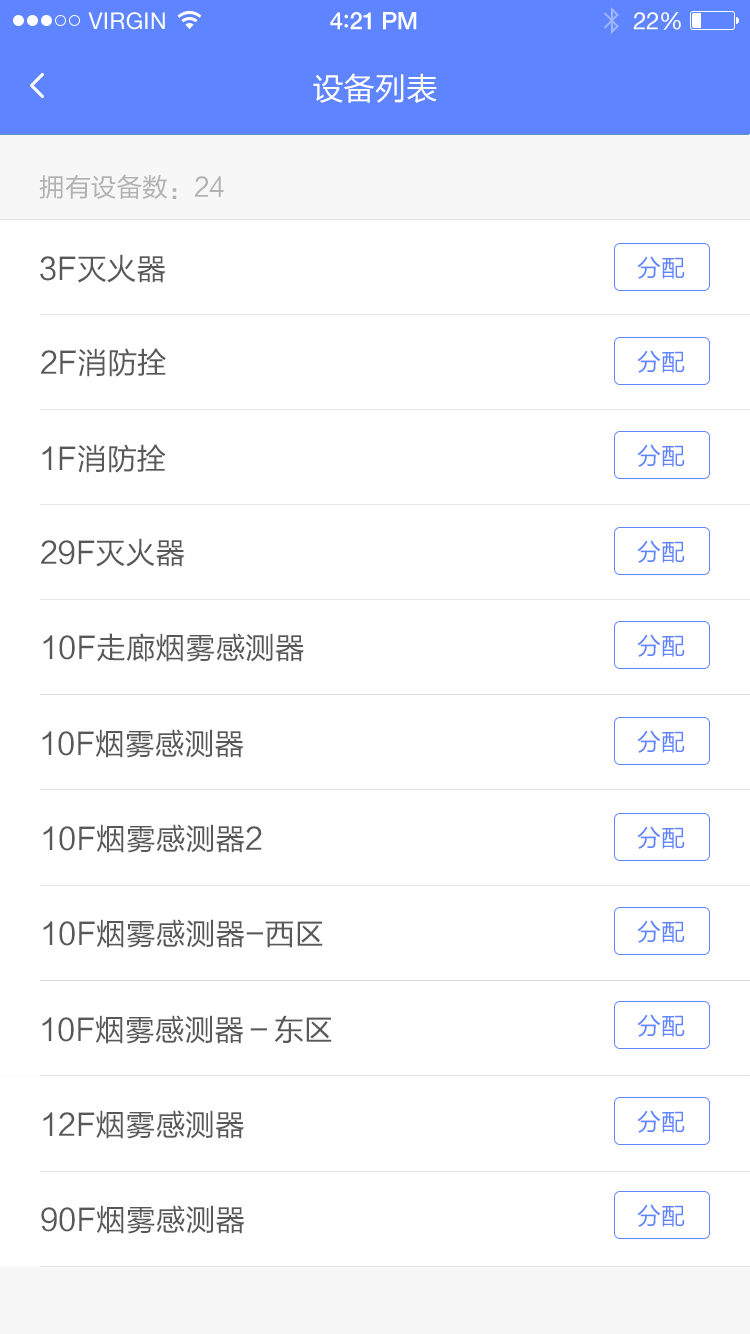 VIRGIN 4:21 PM 22%
设备列表
拥有设备数：24
3F灭火器 分配
2F消防拴 分配
1F消防拴 分配
29F灭火器 分配
10F走廊烟雾感测器 分配
10F烟雾感测器 分配
10F烟雾感测器2 分配
10F烟雾感测器-西区 分配
10F烟雾感测器 - 东区 分配
12F烟雾感测器 分配
90F烟雾感测器 分配